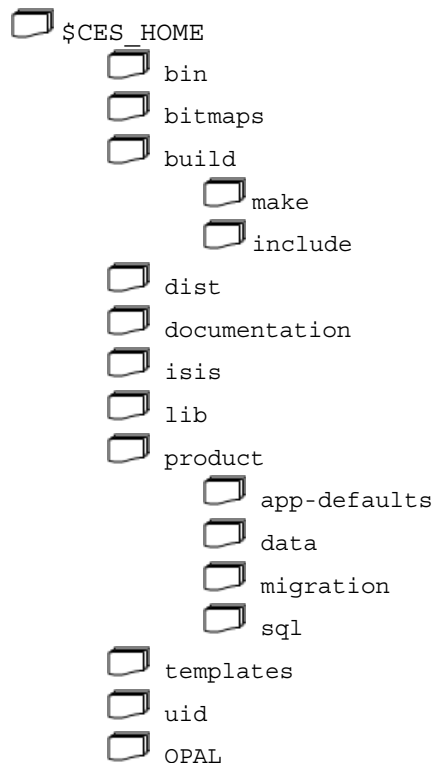 $CES_HOME
bin
bitmaps
build
make
include
dist
documentation
isis
lib
product
app-defaults
data
migration
sql
templates
uid
OPAL